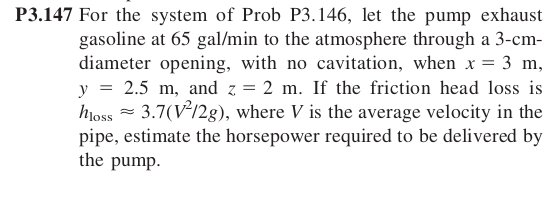 P3.147 For the system of Prob P3.146, let the pump exhaust
gasoline at 65 gal/min to the atmosphere through a 3-cm-
diameter opening, with no cavitation, when x = 3 m,
y = 2.5 m, and z = 2 m. If the friction head loss is
hloss ≈ 3.7(V²/2g), where V is the average velocity in the
pipe, estimate the horsepower required to be delivered by
the pump.